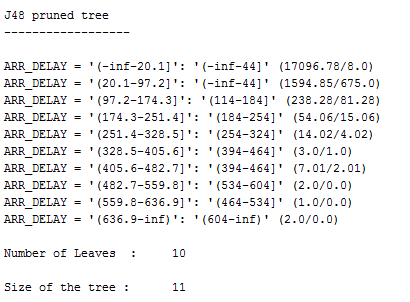 J48 pruned tree
------------------
ARR_DELAY = '(-inf-20.1]': '(-inf-44]' (17096.78/8.0)
ARR_DELAY = '(20.1-97.2]': '(-inf-44]' (1594.85/675.0)
ARR_DELAY = '(97.2-174.3]': '(114-184]' (238.28/81.28)
ARR_DELAY = '(174.3-251.4]': '(184-254]' (54.06/15.06)
ARR_DELAY = '(251.4-328.5]': '(254-324]' (14.02/4.02)
ARR_DELAY = '(328.5-405.6]': '(394-464]' (3.0/1.0)
ARR_DELAY = '(405.6-482.7]': '(394-464]' (7.01/2.01)
ARR_DELAY = '(482.7-559.8]': '(534-604]' (2.0/0.0)
ARR_DELAY = '(559.8-636.9]': '(464-534]' (1.0/0.0)
ARR_DELAY = '(636.9-inf)': '(604-inf)' (2.0/0.0)
Number of Leaves : 10
Size of the tree : 11